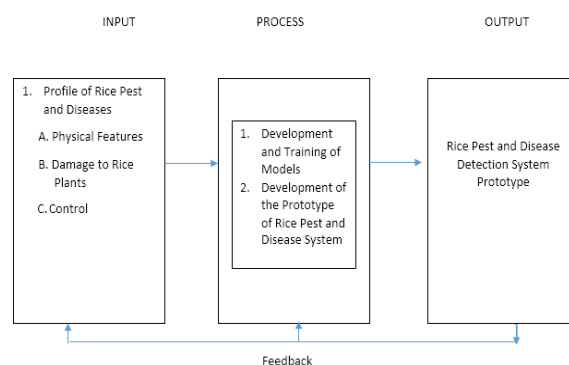 INPUT
PROCESS
OUTPUT
1. Profile of Rice Pest
and Diseases
A. Physical Features
B. Damage to Rice
Plants
C. Control
1. Development
and Training of
Models
2. Development of
the Prototype
of Rice Pest and
Disease System
Rice Pest and Disease
Detection System
Prototype
Feedback